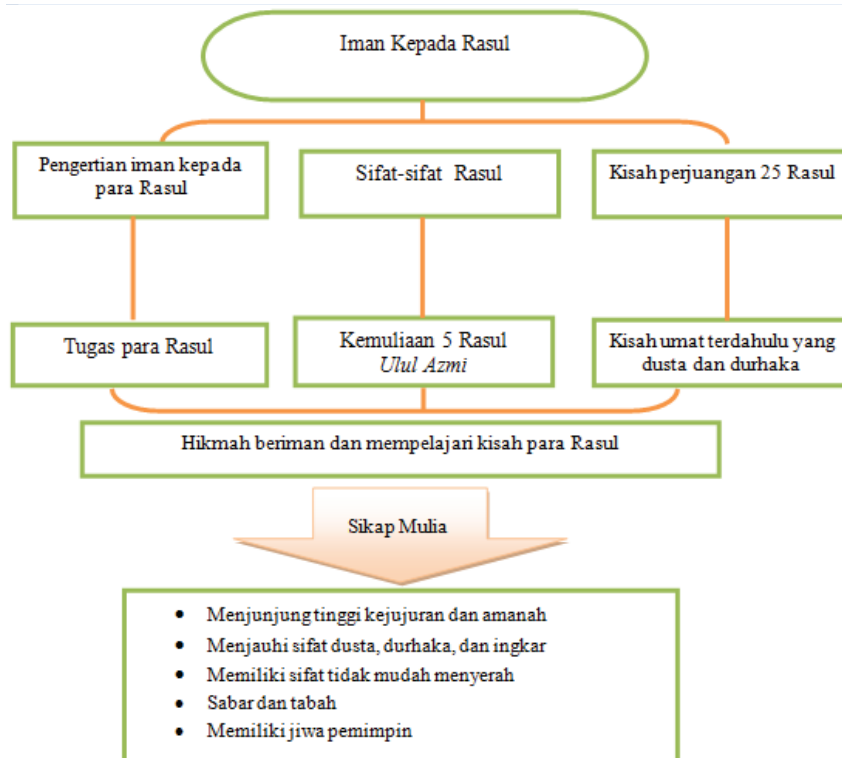 Iman Kepada Rasul
Pengertian iman kepada
para Rasul
Sifat-sifat Rasul
Kisah perjuangan 25 Rasul
Tugas para Rasul
Kemuliaan 5 Rasul
Ulul Azmi
Kisah umat terdahulu yang
dusta dan durhaka
Hikmah beriman dan mempelajari kisah para Rasul
Sikap Mulia
• Menjunjung tinggi kejujuran dan amanah
• Menjauhi sifat dusta, durhaka, dan ingkar
• Memiliki sifat tidak mudah menyerah
• Sabar dan tabah
• Memiliki jiwa pemimpin